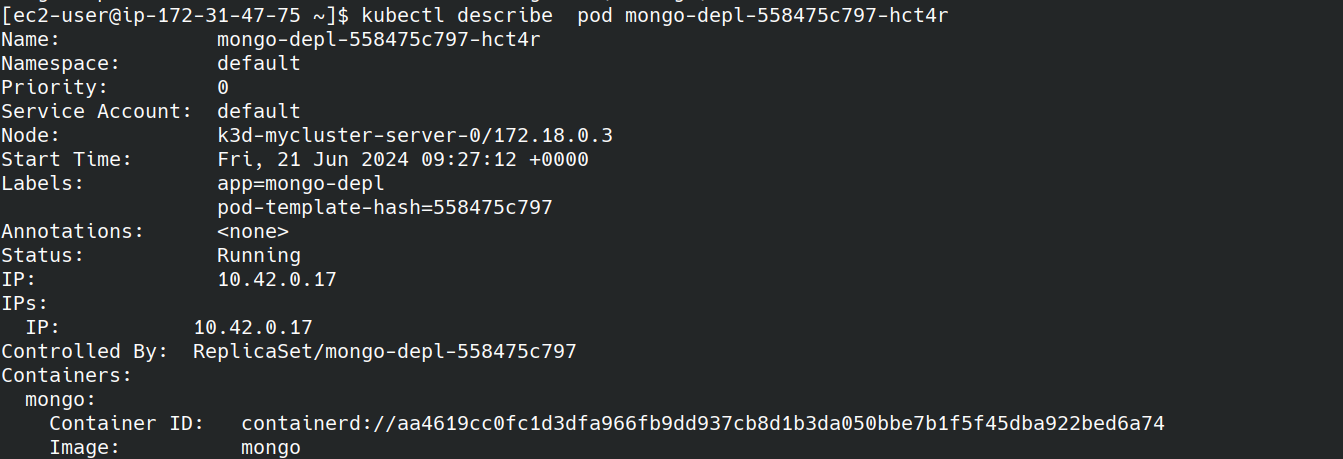 [ec2-user@ip-172-31-47-75 ~]$ kubectl describe  pod mongo-depl-558475c797-hct4r
Name:             mongo-depl-558475c797-hct4r
Namespace:        default
Priority:         0
Service Account:  default
Node:             k3d-mycluster-server-0/172.18.0.3
Start Time:       Fri, 21 Jun 2024 09:27:12 +0000
Labels:           app=mongo-depl
                  pod-template-hash=558475c797
Annotations:      <none>
Status:           Running
IP:               10.42.0.17
IPs:
  IP:           10.42.0.17
Controlled By:  ReplicaSet/mongo-depl-558475c797
Containers:
  mongo:
    Container ID:   containerd://aa4619cc0fc1d3dfa966fb9dd937cb8d1b3da050bbe7b1f5f45dba922bed6a74
    Image:          mongo